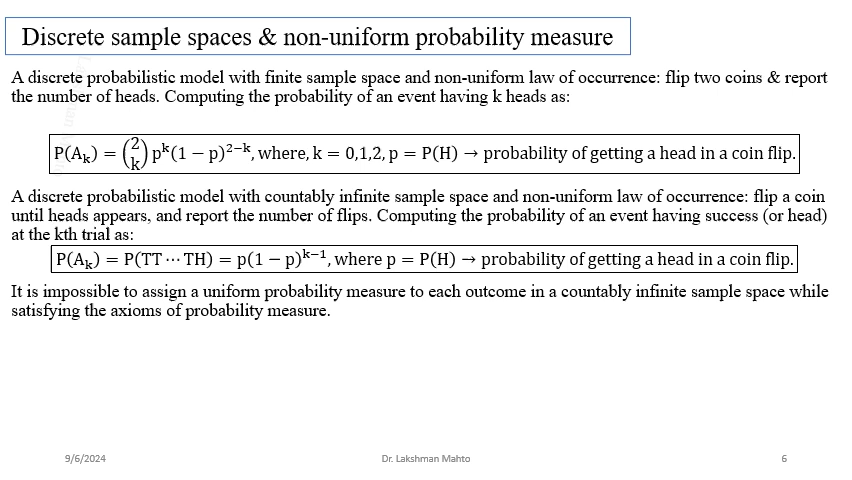 Discrete sample spaces & non-uniform probability measure
A discrete probabilistic model with finite sample space and non-uniform law of occurrence: flip two coins & report
the number of heads. Computing the probability of an event having k heads as:
P(Aₖ) = (2 k) pᵏ(1 − p)²⁻ᵏ, where, k = 0,1,2, p = P(H) → probability of getting a head in a coin flip.
A discrete probabilistic model with countably infinite sample space and non-uniform law of occurrence: flip a coin
until heads appears, and report the number of flips. Computing the probability of an event having success (or head)
at the kth trial as:
P(Aₖ) = P(TT ⋯ TH) = p(1 − p)ᵏ⁻¹, where p = P(H) → probability of getting a head in a coin flip.
It is impossible to assign a uniform probability measure to each outcome in a countably infinite sample space while
satisfying the axioms of probability measure.
9/6/2024
Dr. Lakshman Mahto
6